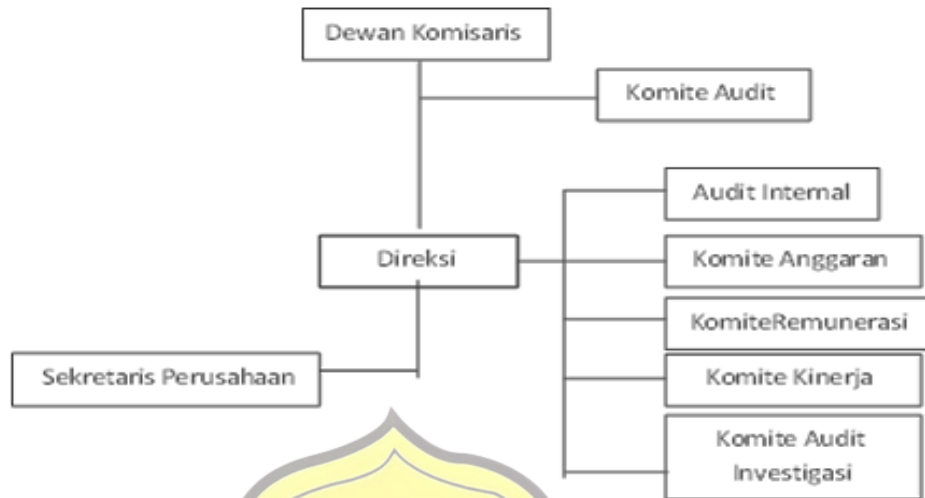 Dewan Komisaris
Komite Audit
Audit Internal
Direksi
Komite Anggaran
KomiteRemunerasi
Sekretaris Perusahaan
Komite Kinerja
Komite Audit
Investigasi